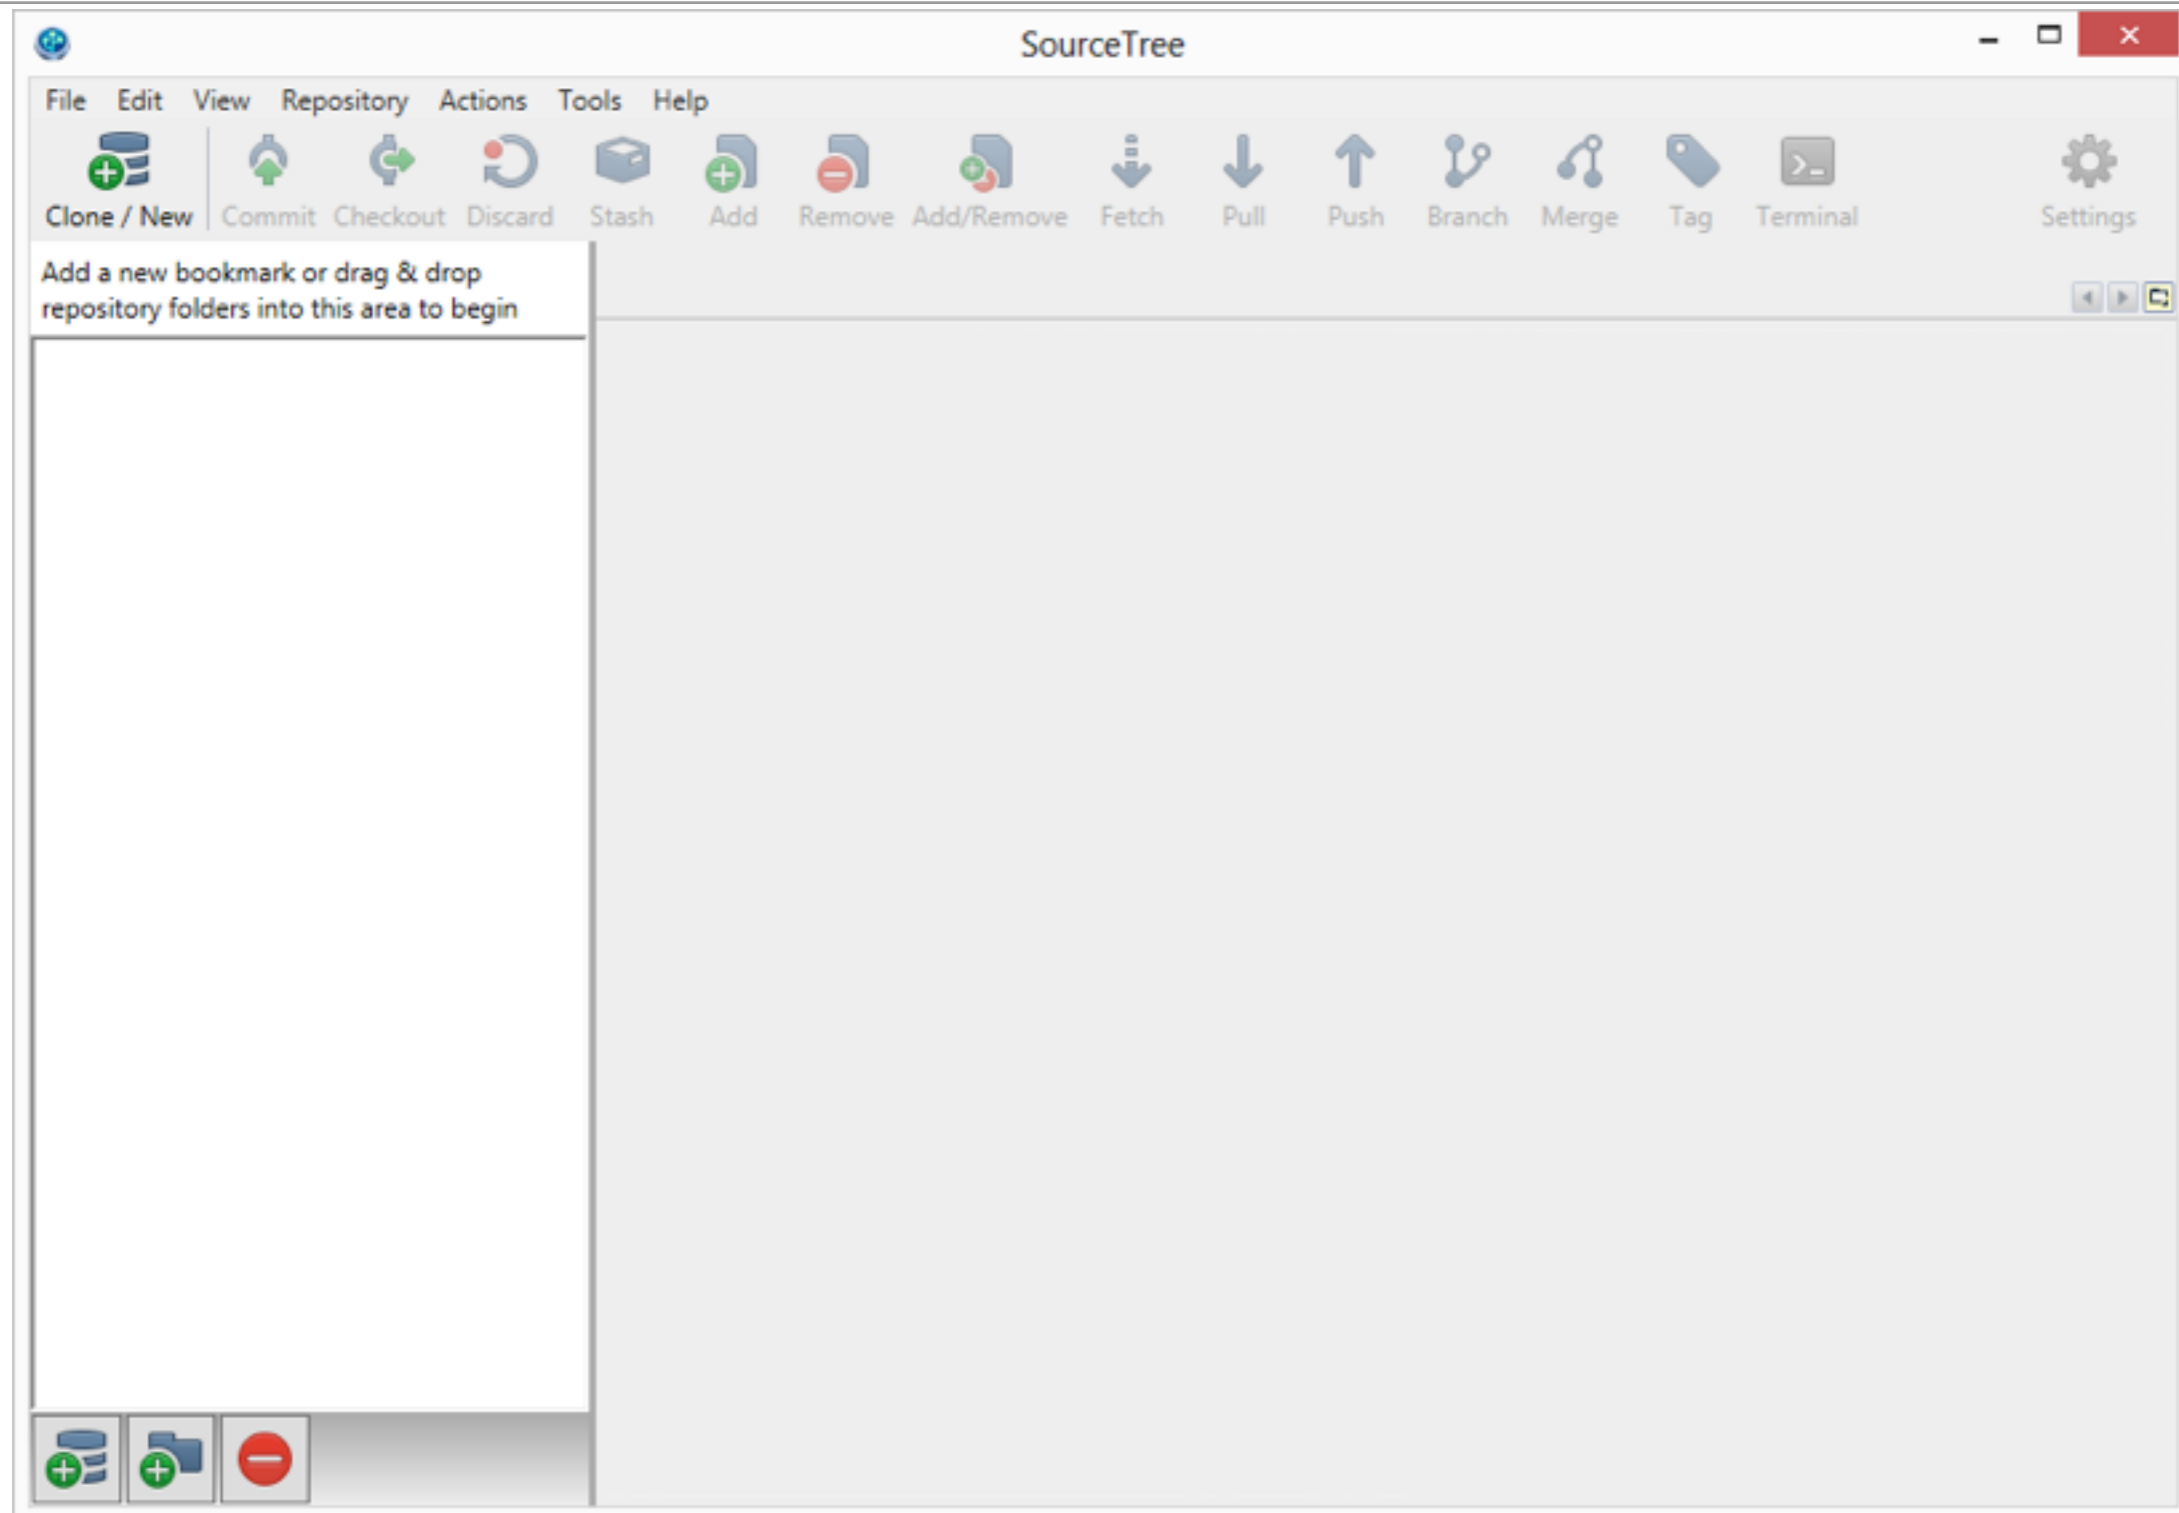 SourceTree
File Edit View Repository Actions Tools Help
Clone / New Commit Checkout Discard Stash Add Remove Add/Remove Fetch Pull Push Branch Merge Tag Terminal Settings
Add a new bookmark or drag & drop
repository folders into this area to begin